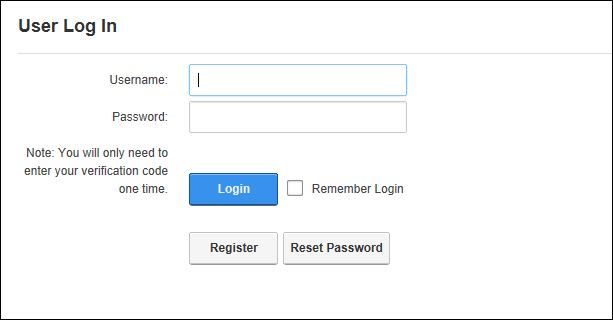 User Log In
Username:
Password:
Note: You will only need to
enter your verification code
one time.
Login
Remember Login
Register
Reset Password